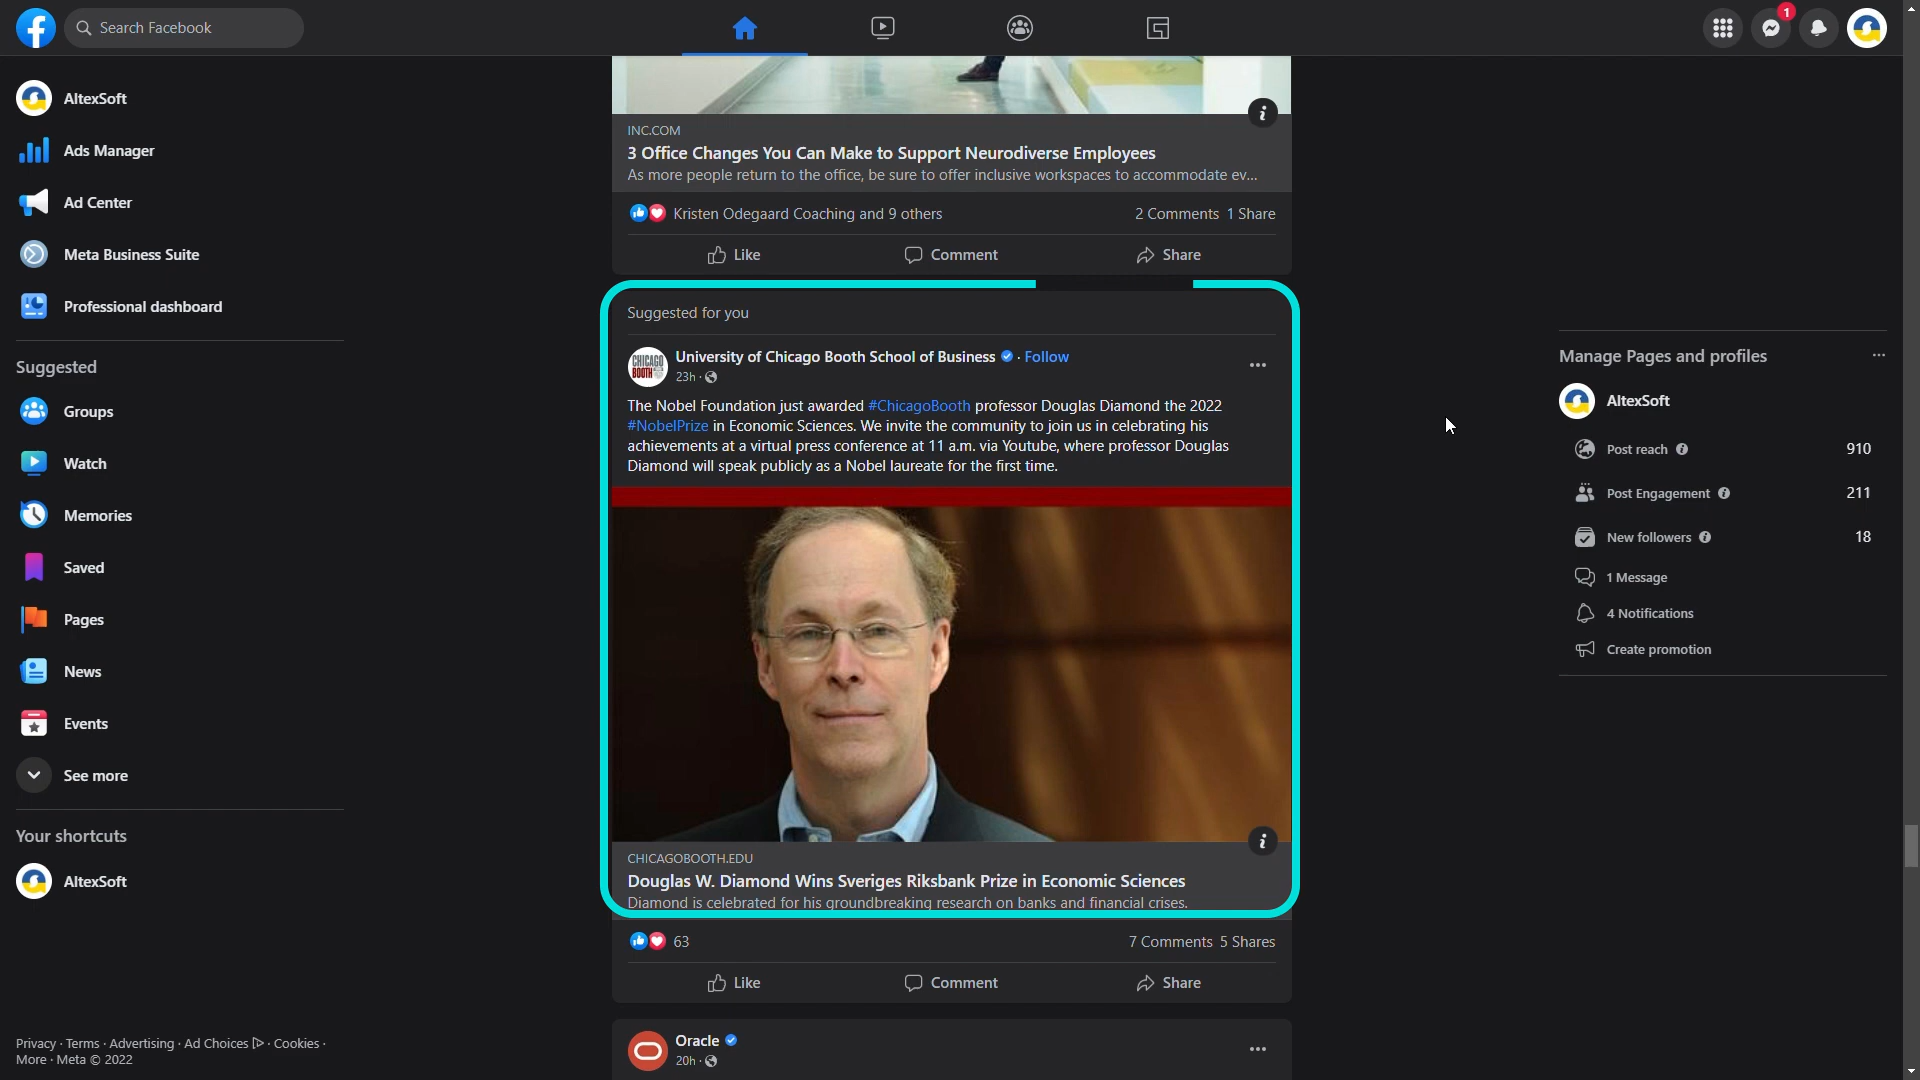 Search Facebook
1
AltexSoft
Ads Manager
Ad Center
Meta Business Suite
Professional dashboard
Suggested
Groups
Watch
Memories
Saved
Pages
News
Events
See more
Your shortcuts
AltexSoft
Privacy · Terms · Advertising · Ad Choices · Cookies ·
More · Meta © 2022
INC.COM
3 Office Changes You Can Make to Support Neurodiverse Employees
As more people return to the office, be sure to offer inclusive workspaces to accommodate ev...
Kristen Odegaard Coaching and 9 others 2 Comments 1 Share
Like Comment Share
Suggested for you
CHICAGO BOOTH
University of Chicago Booth School of Business · Follow
23h ·
The Nobel Foundation just awarded #ChicagoBooth professor Douglas Diamond the 2022
#NobelPrize in Economic Sciences. We invite the community to join us in celebrating his
achievements at a virtual press conference at 11 a.m. via Youtube, where professor Douglas
Diamond will speak publicly as a Nobel laureate for the first time.
CHICAGOBOOTH.EDU
Douglas W. Diamond Wins Sveriges Riksbank Prize in Economic Sciences
Diamond is celebrated for his groundbreaking research on banks and financial crises.
63 7 Comments 5 Shares
Like Comment Share
Oracle
20h ·
Manage Pages and profiles
AltexSoft
Post reach 910
Post Engagement 211
New followers 18
1 Message
4 Notifications
Create promotion